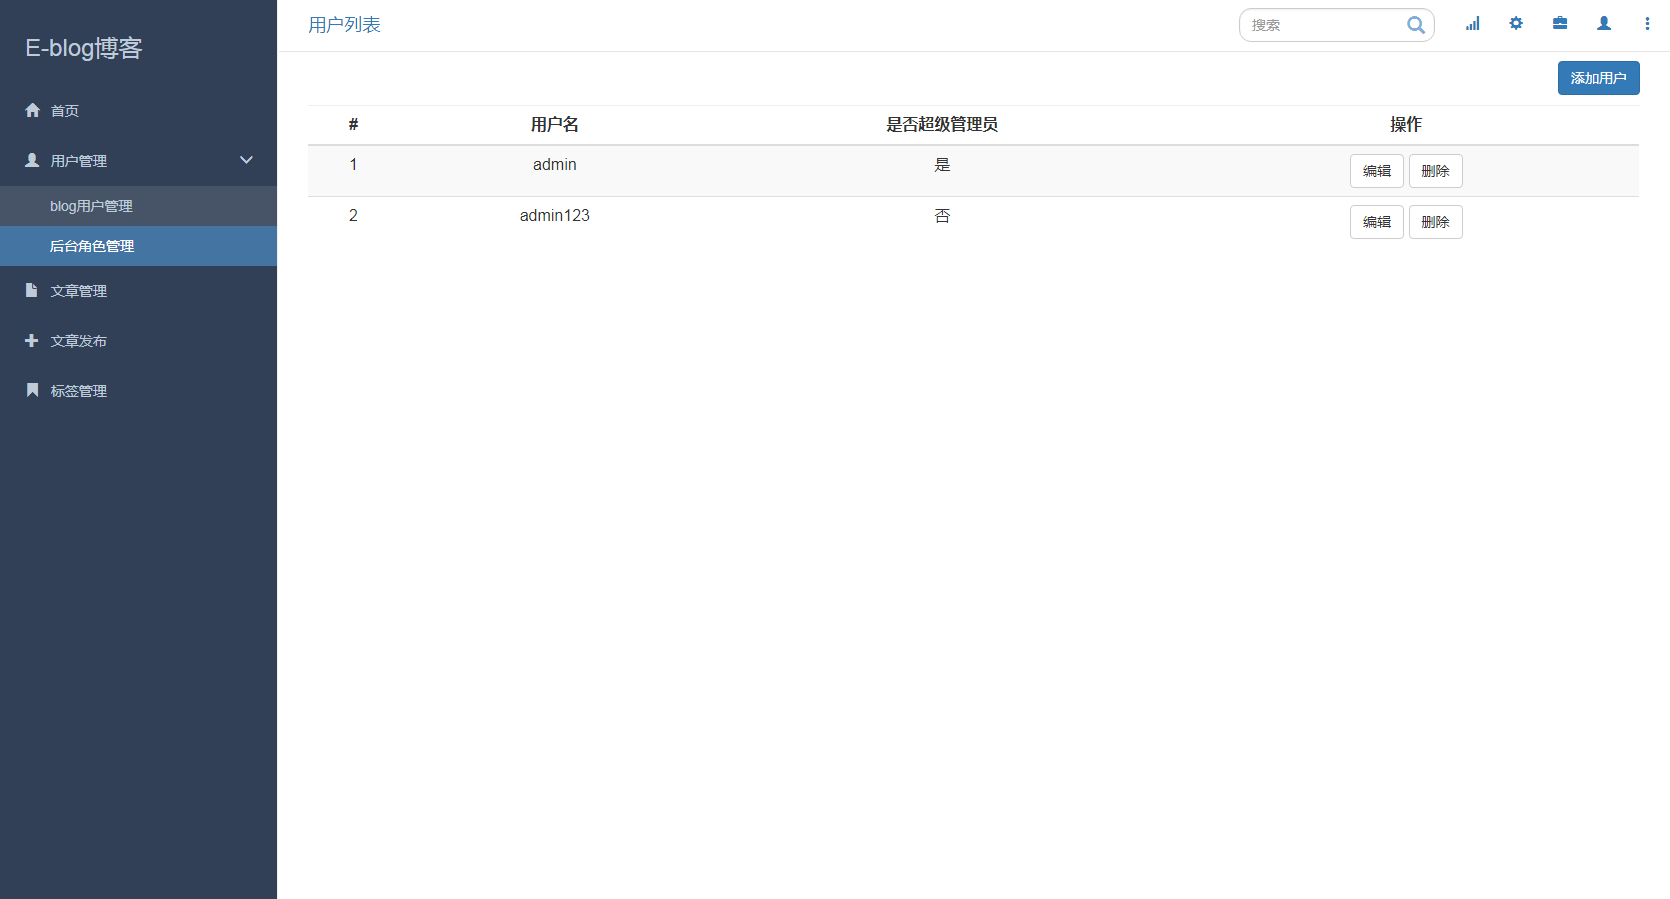 E-blog博客
首页
用户管理
blog用户管理
后台角色管理
文章管理
文章发布
标签管理
用户列表
搜索
添加用户
# 用户名 是否超级管理员 操作
1 admin 是 编辑 删除
2 admin123 否 编辑 删除